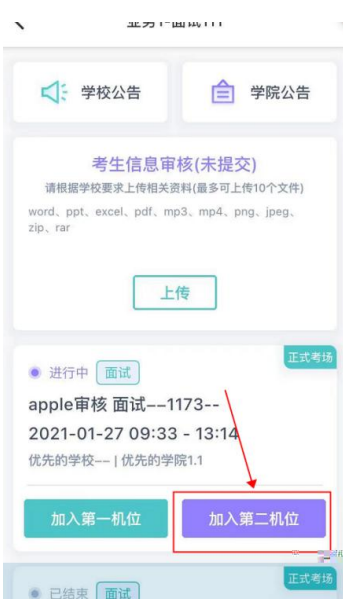 学校公告
学院公告
考生信息审核(未提交)
请根据学校要求上传相关资料(最多可上传10个文件)
word、ppt、excel、pdf、mp3、mp4、png、jpeg、
zip、rar
上传
正式考场
进行中 面试
apple审核 面试––1173--
2021-01-27 09:33 - 13:14
优先的学校–– | 优先的学院1.1
加入第一机位
加入第二机位
正式考场
已结束 面试